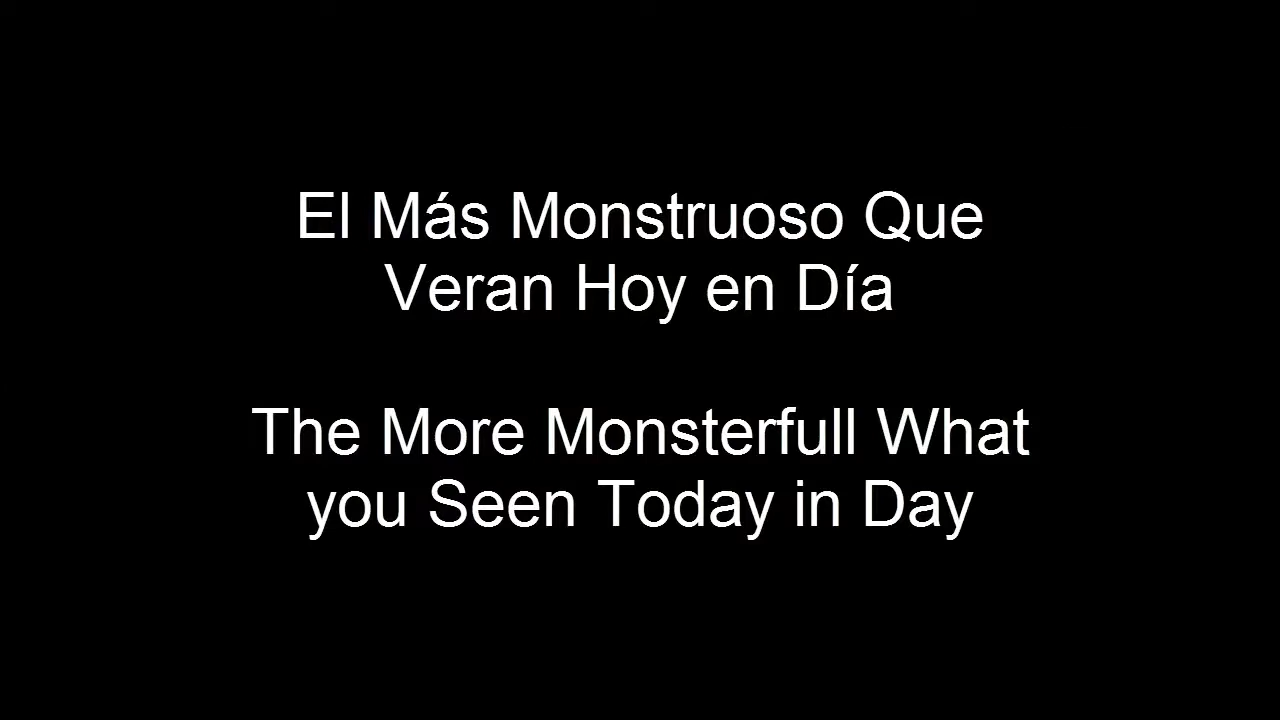 El Más Monstruoso Que
Veran Hoy en Día
The More Monsterfull What
you Seen Today in Day